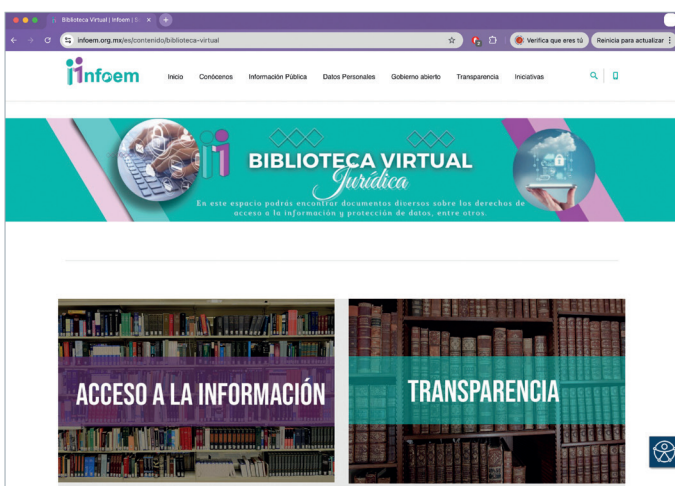 Biblioteca Virtual | Infoem | S
infoem.org.mx/es/contenido/biblioteca-virtual
Verifica que eres tú
Reinicia para actualizar
infoem
Inicio
Conócenos
Información Pública
Datos Personales
Gobierno abierto
Transparencia
Iniciativas
BIBLIOTECA VIRTUAL
Jurídica
En este espacio podrás encontrar documentos diversos sobre los derechos de
acceso a la información y protección de datos, entre otros.
ACCESO A LA INFORMACIÓN
TRANSPARENCIA